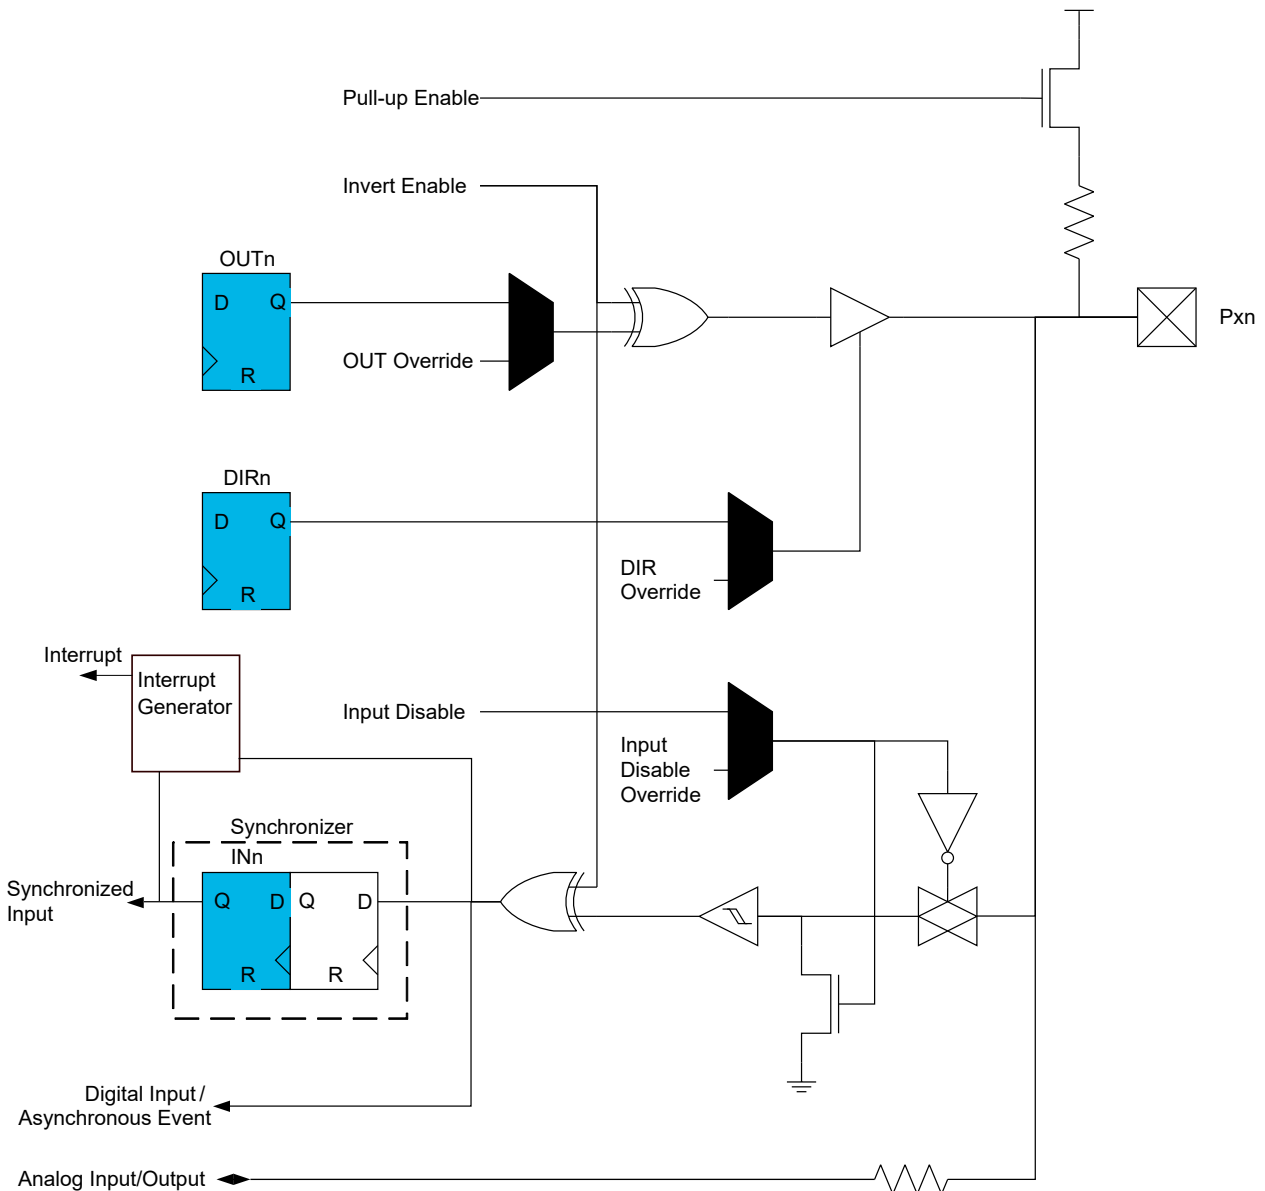 Pull-up Enable
Invert Enable
OUTn
D Q
R
OUT Override
Pxn
DIRn
D Q
R
DIR
Override
Interrupt
Interrupt
Generator
Input Disable
Input
Disable
Override
Synchronizer
INn
Synchronized
Input
Q D Q D
R R
Digital Input/
Asynchronous Event
Analog Input/Output